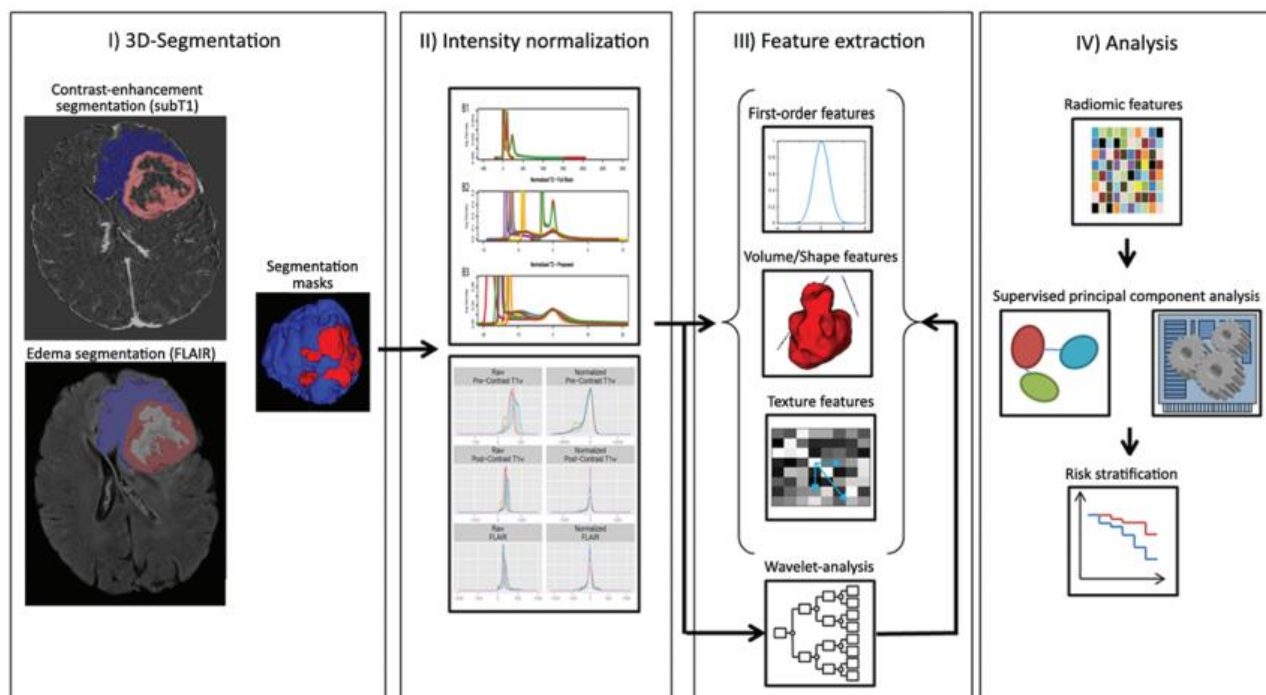 I) 3D-Segmentation
Contrast-enhancement
segmentation (subT1)
Edema segmentation (FLAIR)
Segmentation
masks
II) Intensity normalization
Raw
Pre-Contrast T1w
Normalized
Pre-Contrast T1w
Raw
Post-Contrast T1w
Normalized
Post-Contrast T1w
Raw
FLAIR
Normalized
FLAIR
III) Feature extraction
First-order features
Volume/Shape features
Texture features
Wavelet-analysis
IV) Analysis
Radiomic features
Supervised principal component analysis
Risk stratification